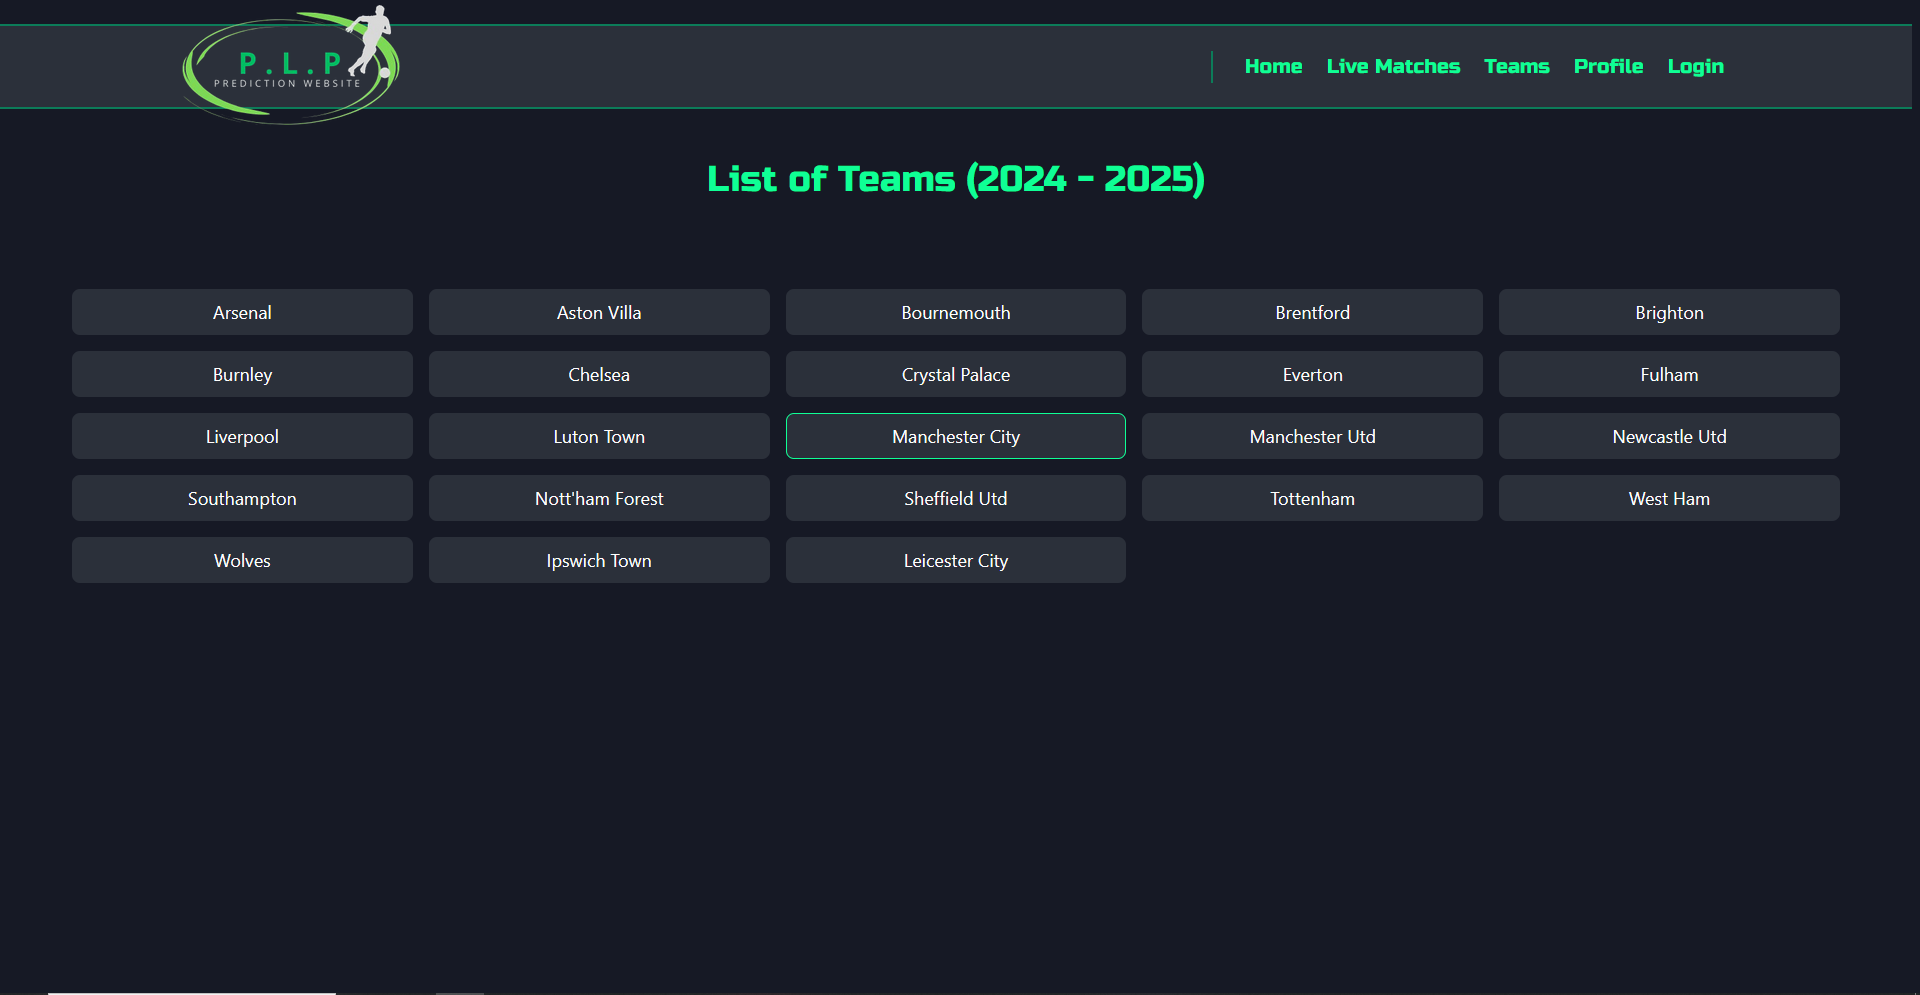 P.L.P
PREDICTION WEBSITE
Home Live Matches Teams Profile Login
List of Teams (2024 - 2025)
Arsenal Aston Villa Bournemouth Brentford Brighton
Burnley Chelsea Crystal Palace Everton Fulham
Liverpool Luton Town Manchester City Manchester Utd Newcastle Utd
Southampton Nott'ham Forest Sheffield Utd Tottenham West Ham
Wolves Ipswich Town Leicester City